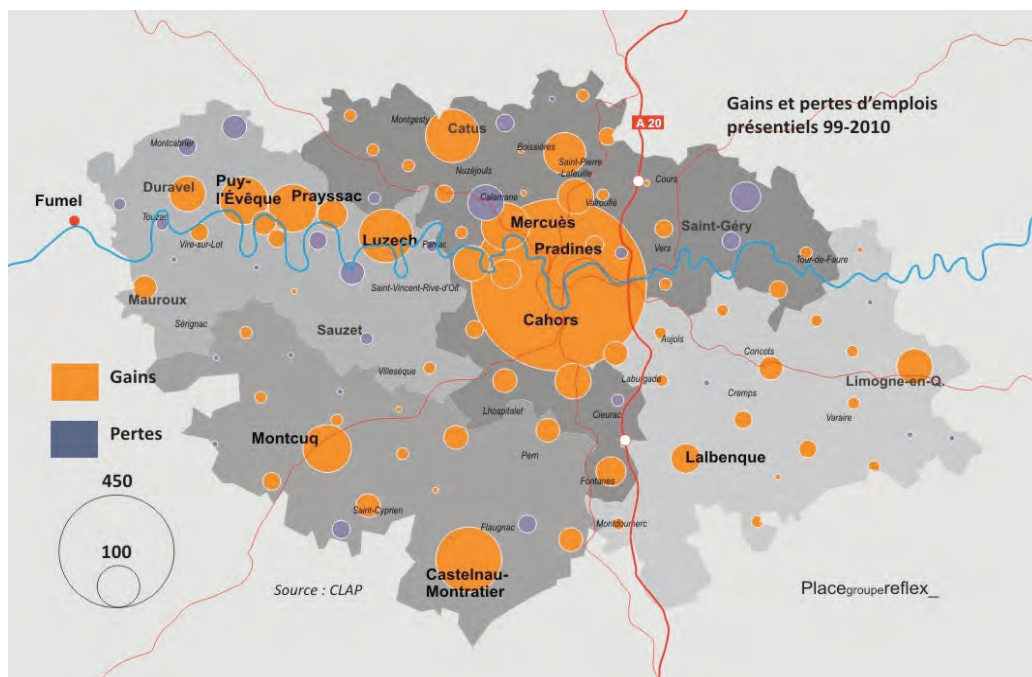 Gains et pertes d'emplois
présentiels 99-2010
A 20
Montgesty
Catus
Boissières
Saint-Pierre
Lafeuille
Nuzéjouls
Montcabrier
Cours
Duravel
Puy-
l'Évêque
Prayssac
Calamane
Valroufié
Fumel
Touzac
Mercuès
Saint-Géry
Luzech
Parnac
Pradines
Vers
Vire-sur-Lot
Tour-de-Faure
Saint-Vincent-Rive-d'Olt
Mauroux
Cahors
Sérignac
Sauzet
Aujols
Concots
Villesèque
Laburgade
Limogne-en-Q.
Gains
Lhospitalet
Cieurac
Cremps
Varaire
Pertes
Montcuq
Pern
Lalbenque
Fontanes
450
Saint-Cyprien
Flaugnac
Montdoumerc
100
Castelnau-
Montratier
Source : CLAP
Placegroupereflex_